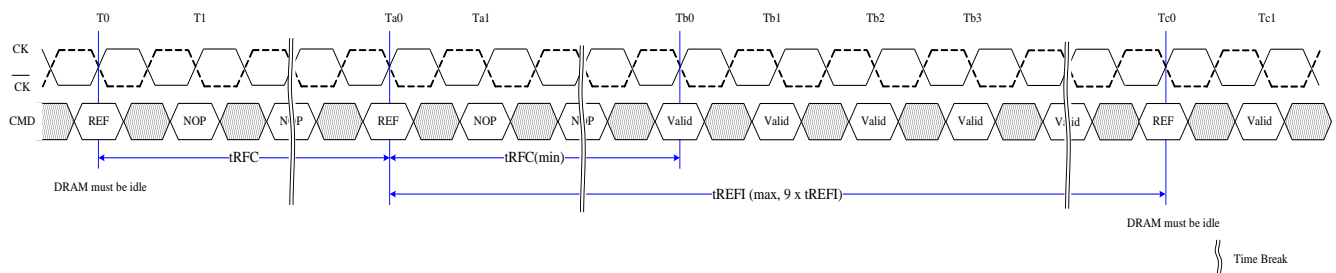 T0 T1 Ta0 Ta1 Tb0 Tb1 Tb2 Tb3 Tc0 Tc1
CK
CK
CMD REF NOP NOP REF NOP NOP Valid Valid Valid Valid Valid REF Valid
tRFC tRFC(min)
DRAM must be idle
tREFI (max, 9 x tREFI)
DRAM must be idle
Time Break